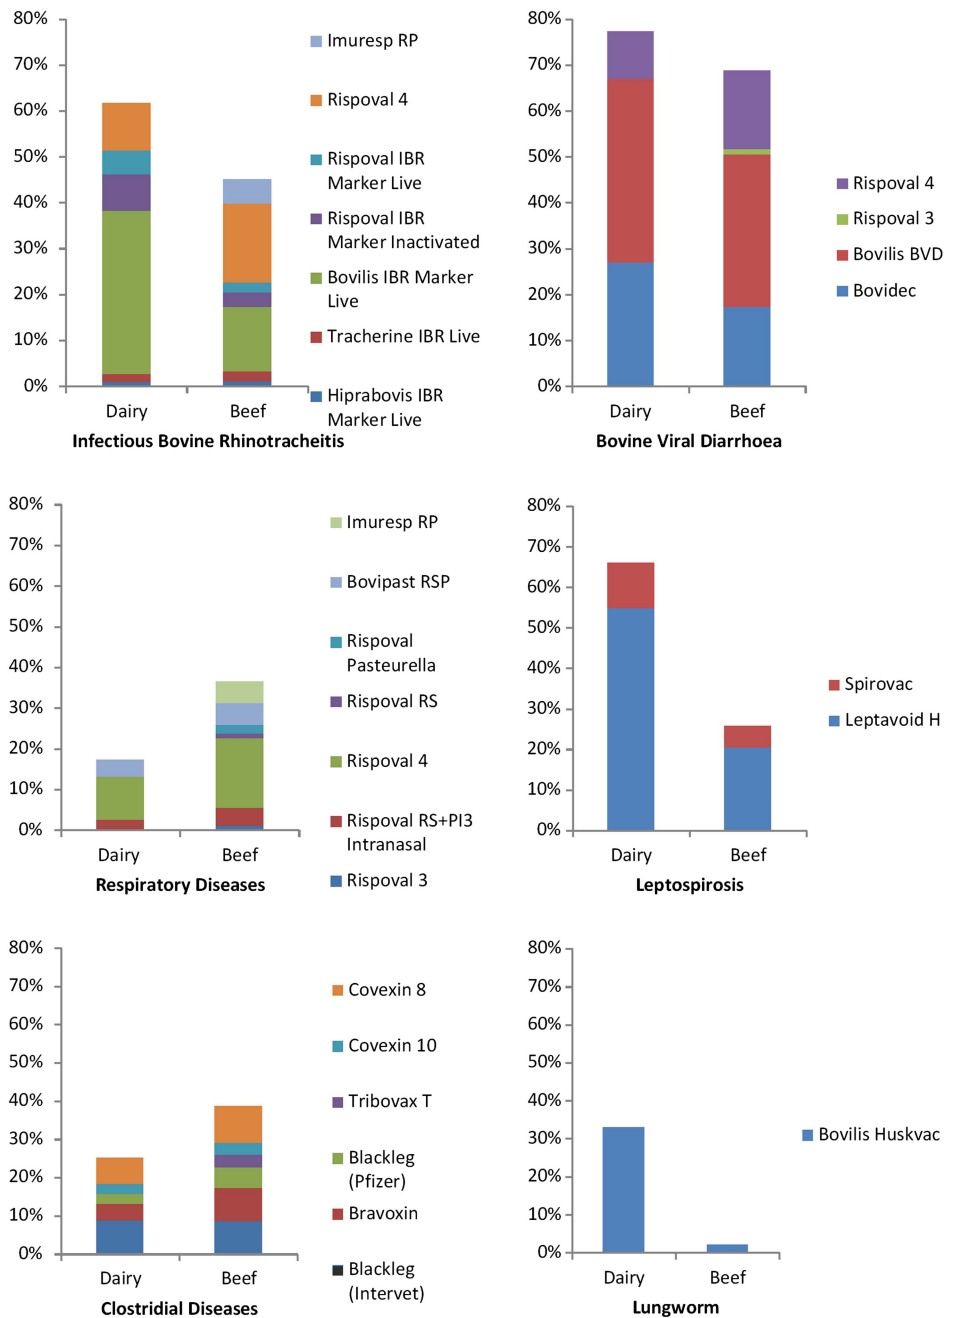 80%
70%
60%
50%
40%
30%
20%
10%
0%
Dairy
Beef
Infectious Bovine Rhinotracheitis
Imuresp RP
Rispoval 4
Rispoval IBR
Marker Live
Rispoval IBR
Marker Inactivated
Bovilis IBR Marker
Live
Tracherine IBR Live
Hiprabovis IBR
Marker Live
80%
70%
60%
50%
40%
30%
20%
10%
0%
Dairy
Beef
Bovine Viral Diarrhoea
Rispoval 4
Rispoval 3
Bovilis BVD
Bovidec
80%
70%
60%
50%
40%
30%
20%
10%
0%
Dairy
Beef
Respiratory Diseases
Imuresp RP
Bovipast RSP
Rispoval
Pasteurella
Rispoval RS
Rispoval 4
Rispoval RS+PI3
Intranasal
Rispoval 3
80%
70%
60%
50%
40%
30%
20%
10%
0%
Dairy
Beef
Leptospirosis
Spirovac
Leptavoid H
80%
70%
60%
50%
40%
30%
20%
10%
0%
Dairy
Beef
Clostridial Diseases
Covexin 8
Covexin 10
Tribovax T
Blackleg
(Pfizer)
Bravoxin
Blackleg
(Intervet)
80%
70%
60%
50%
40%
30%
20%
10%
0%
Dairy
Beef
Lungworm
Bovilis Huskvac